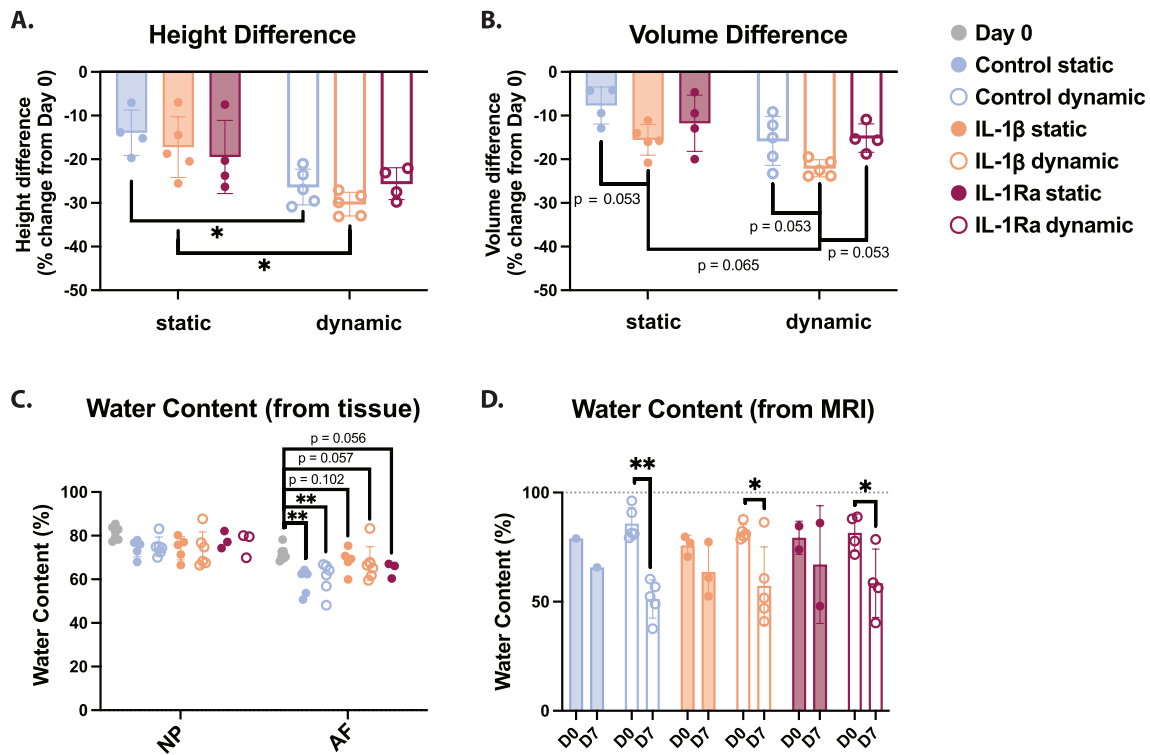 A.
Height Difference
Height difference
(% change from Day 0)
0
-10
-20
-30
-40
-50
*
*
static
dynamic
B.
Volume Difference
Volume difference
(% change from Day 0)
0
-10
-20
-30
-40
-50
p = 0.053
p = 0.053
p = 0.053
p = 0.065
static
dynamic
Day 0
Control static
Control dynamic
IL-1β static
IL-1β dynamic
IL-1Ra static
IL-1Ra dynamic
C.
Water Content (from tissue)
p = 0.056
p = 0.057
p = 0.102
**
**
Water Content (%)
100
80
60
40
20
0
NP
AF
D.
Water Content (from MRI)
**
*
*
Water Content (%)
100
50
0
D0
D7
D0
D7
D0
D7
D0
D7
D0
D7
D0
D7